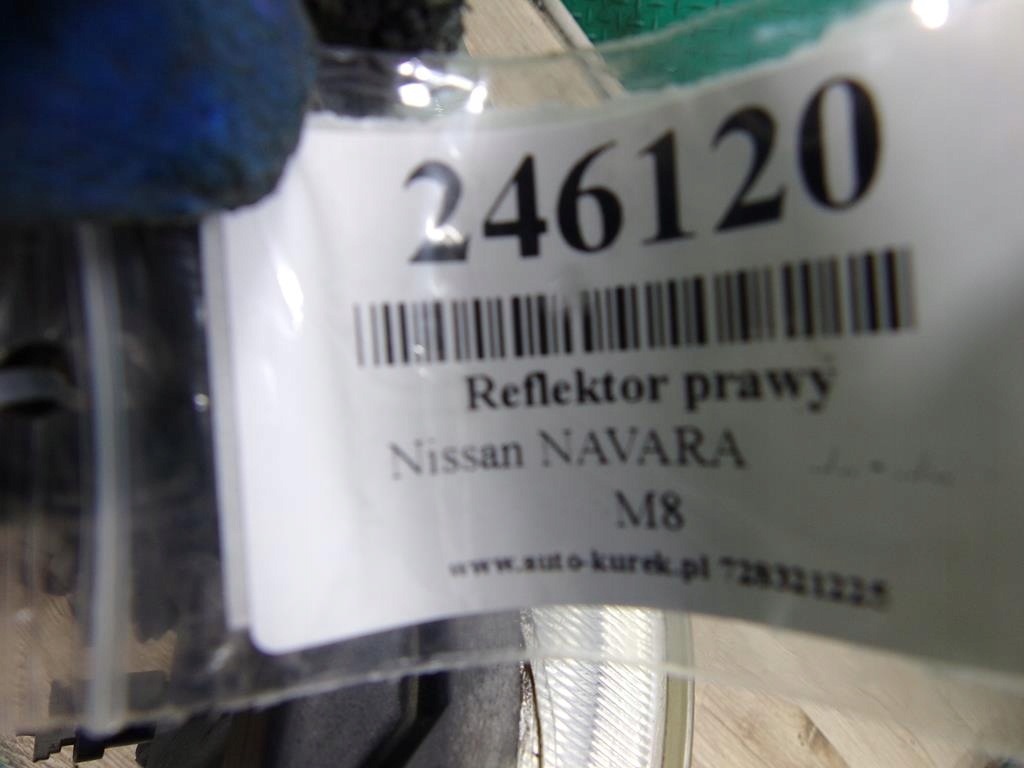 246120
Reflektor prawy
Nissan NAVARA
M8
www.auto-kurek.pl 728321225